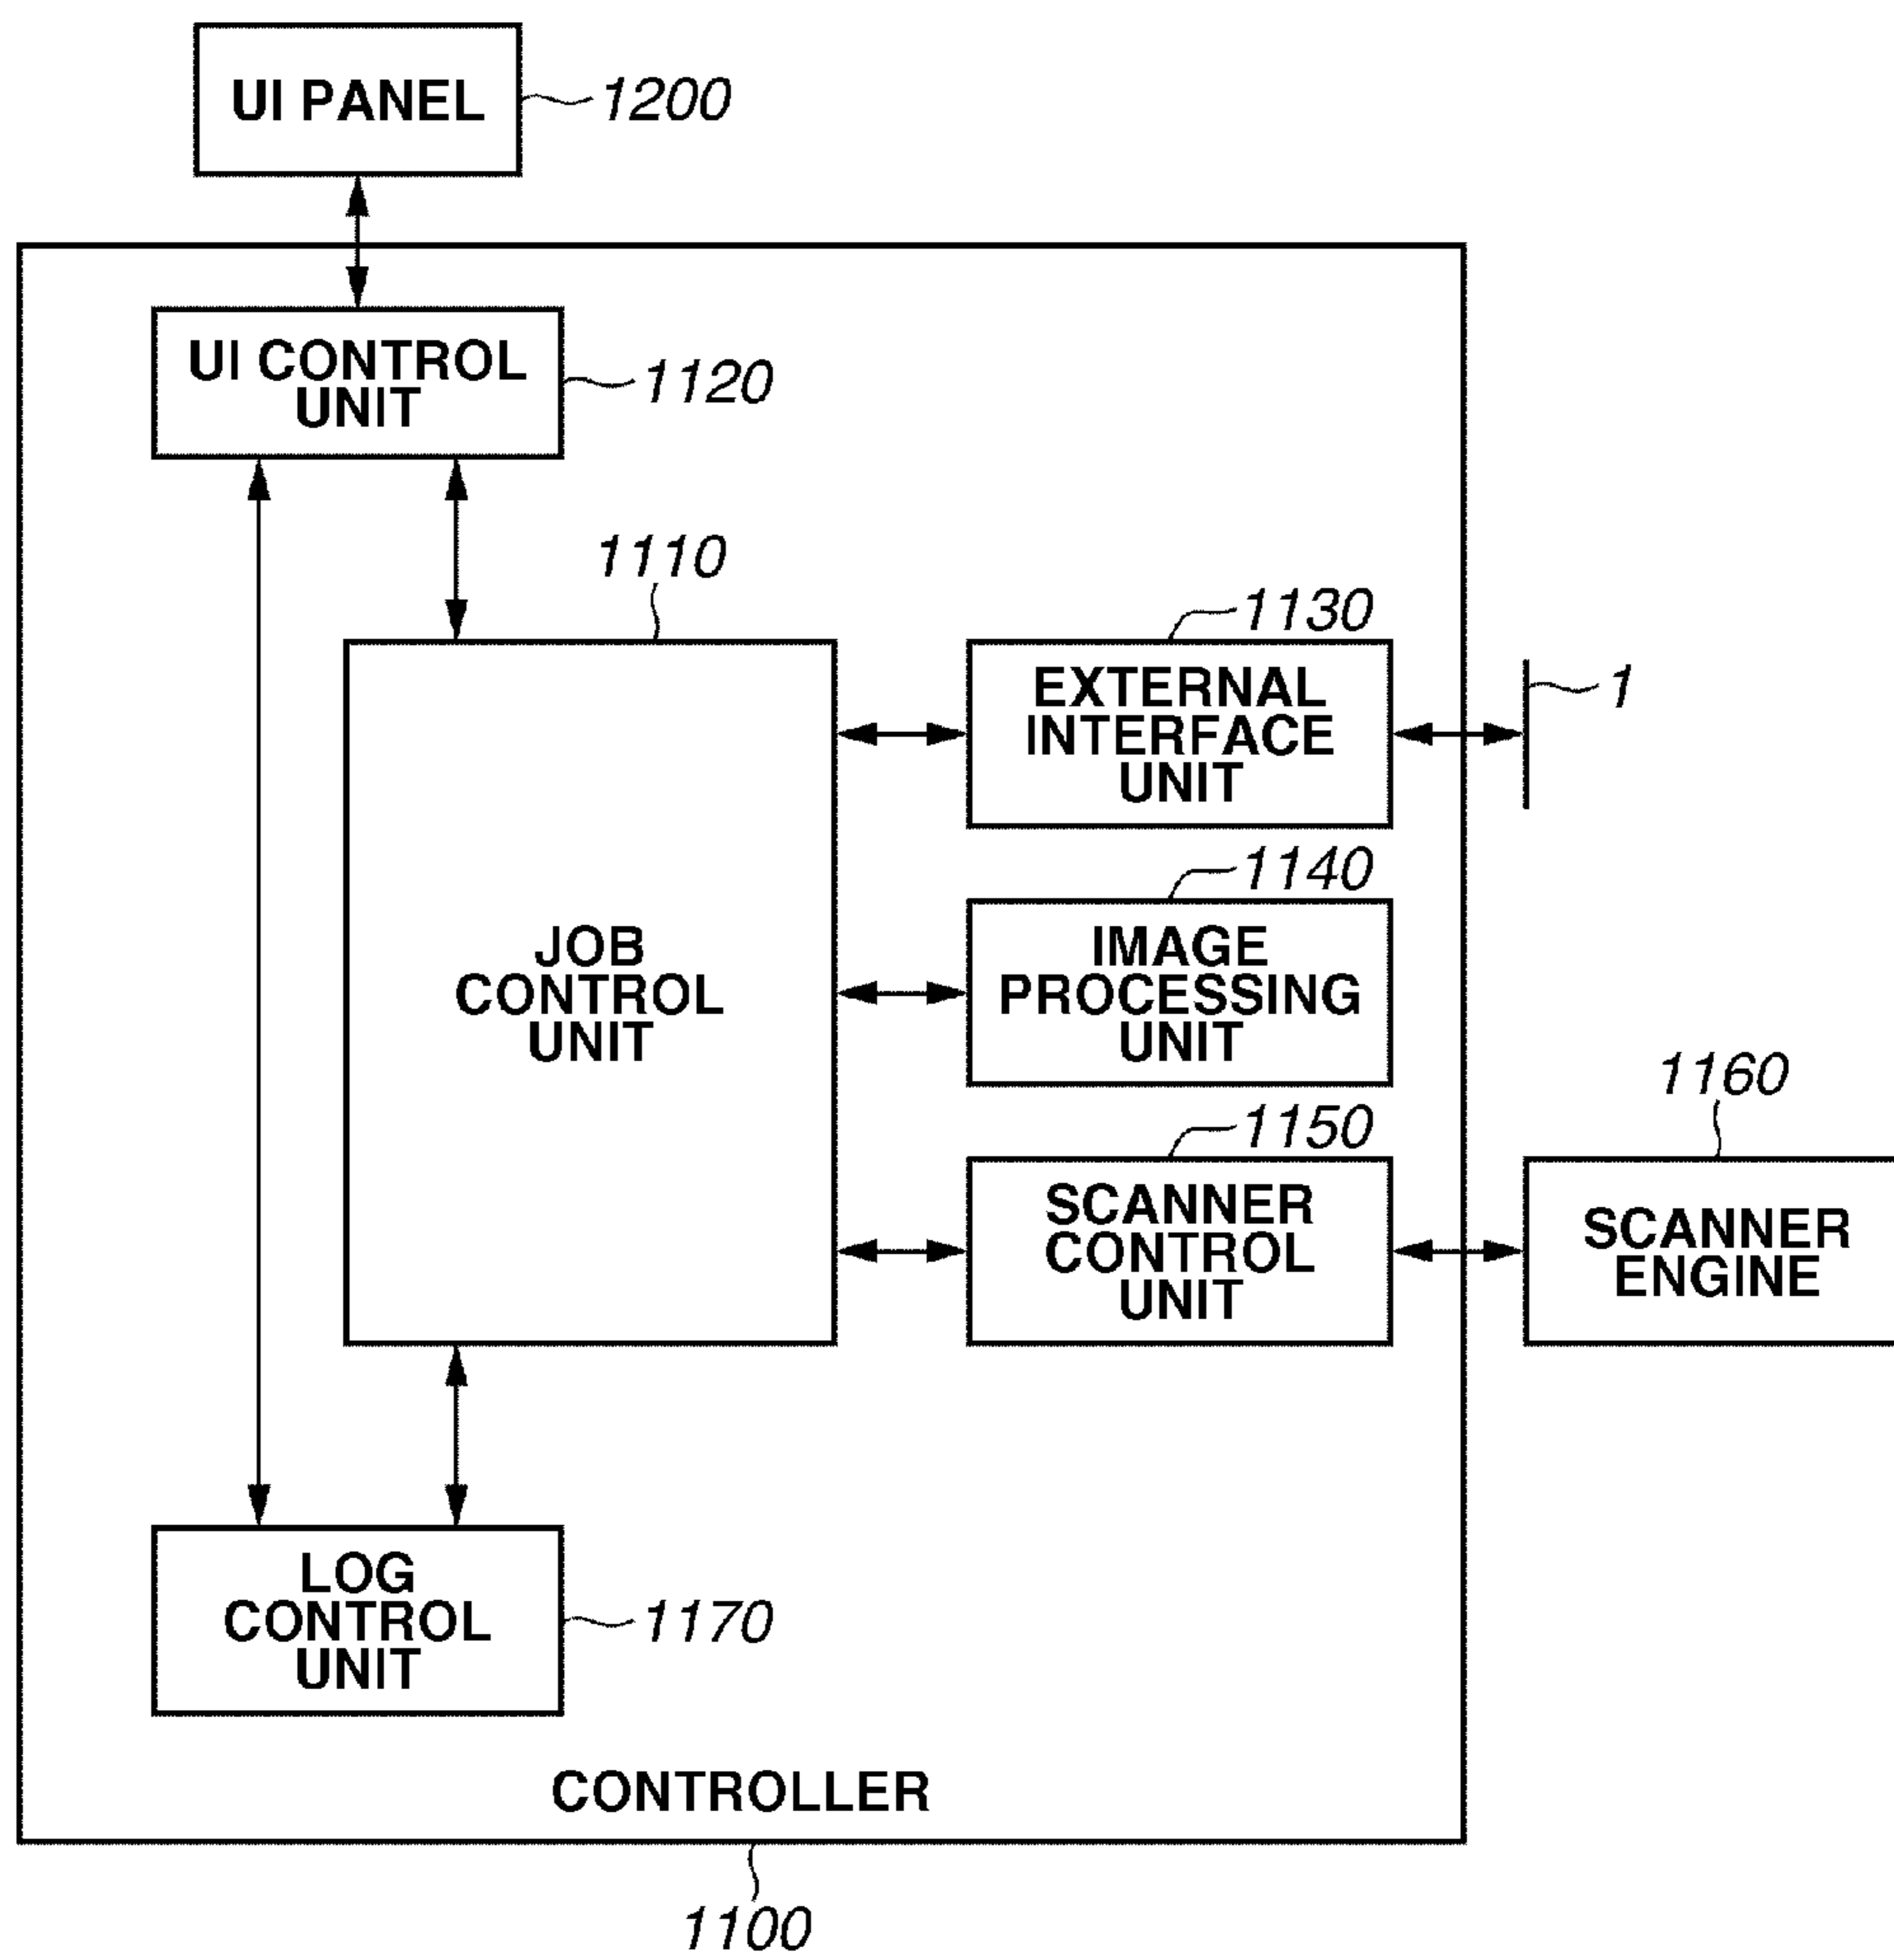 UI PANEL
1200
UI CONTROL
UNIT
1120
1110
1130
EXTERNAL
INTERFACE
UNIT
1
JOB
CONTROL
UNIT
1140
IMAGE
PROCESSING
UNIT
1150
SCANNER
CONTROL
UNIT
1160
SCANNER
ENGINE
LOG
CONTROL
UNIT
1170
CONTROLLER
1100